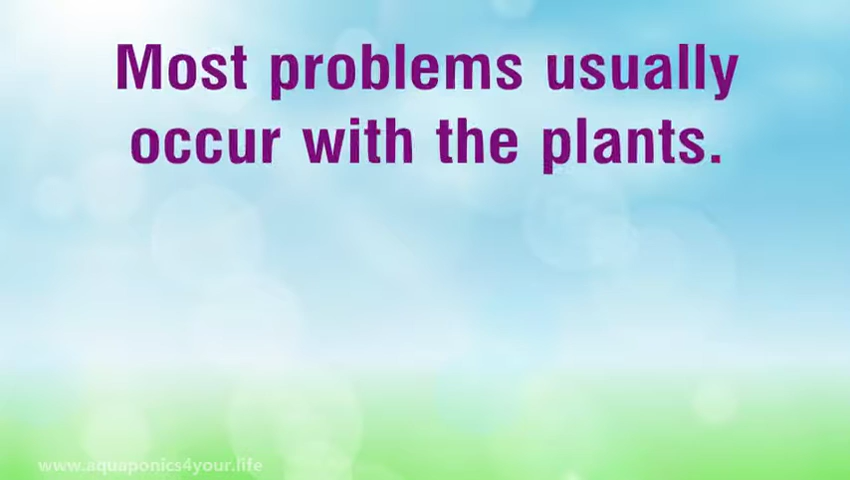 Most problems usually
occur with the plants.
www.aquaponics4your.life